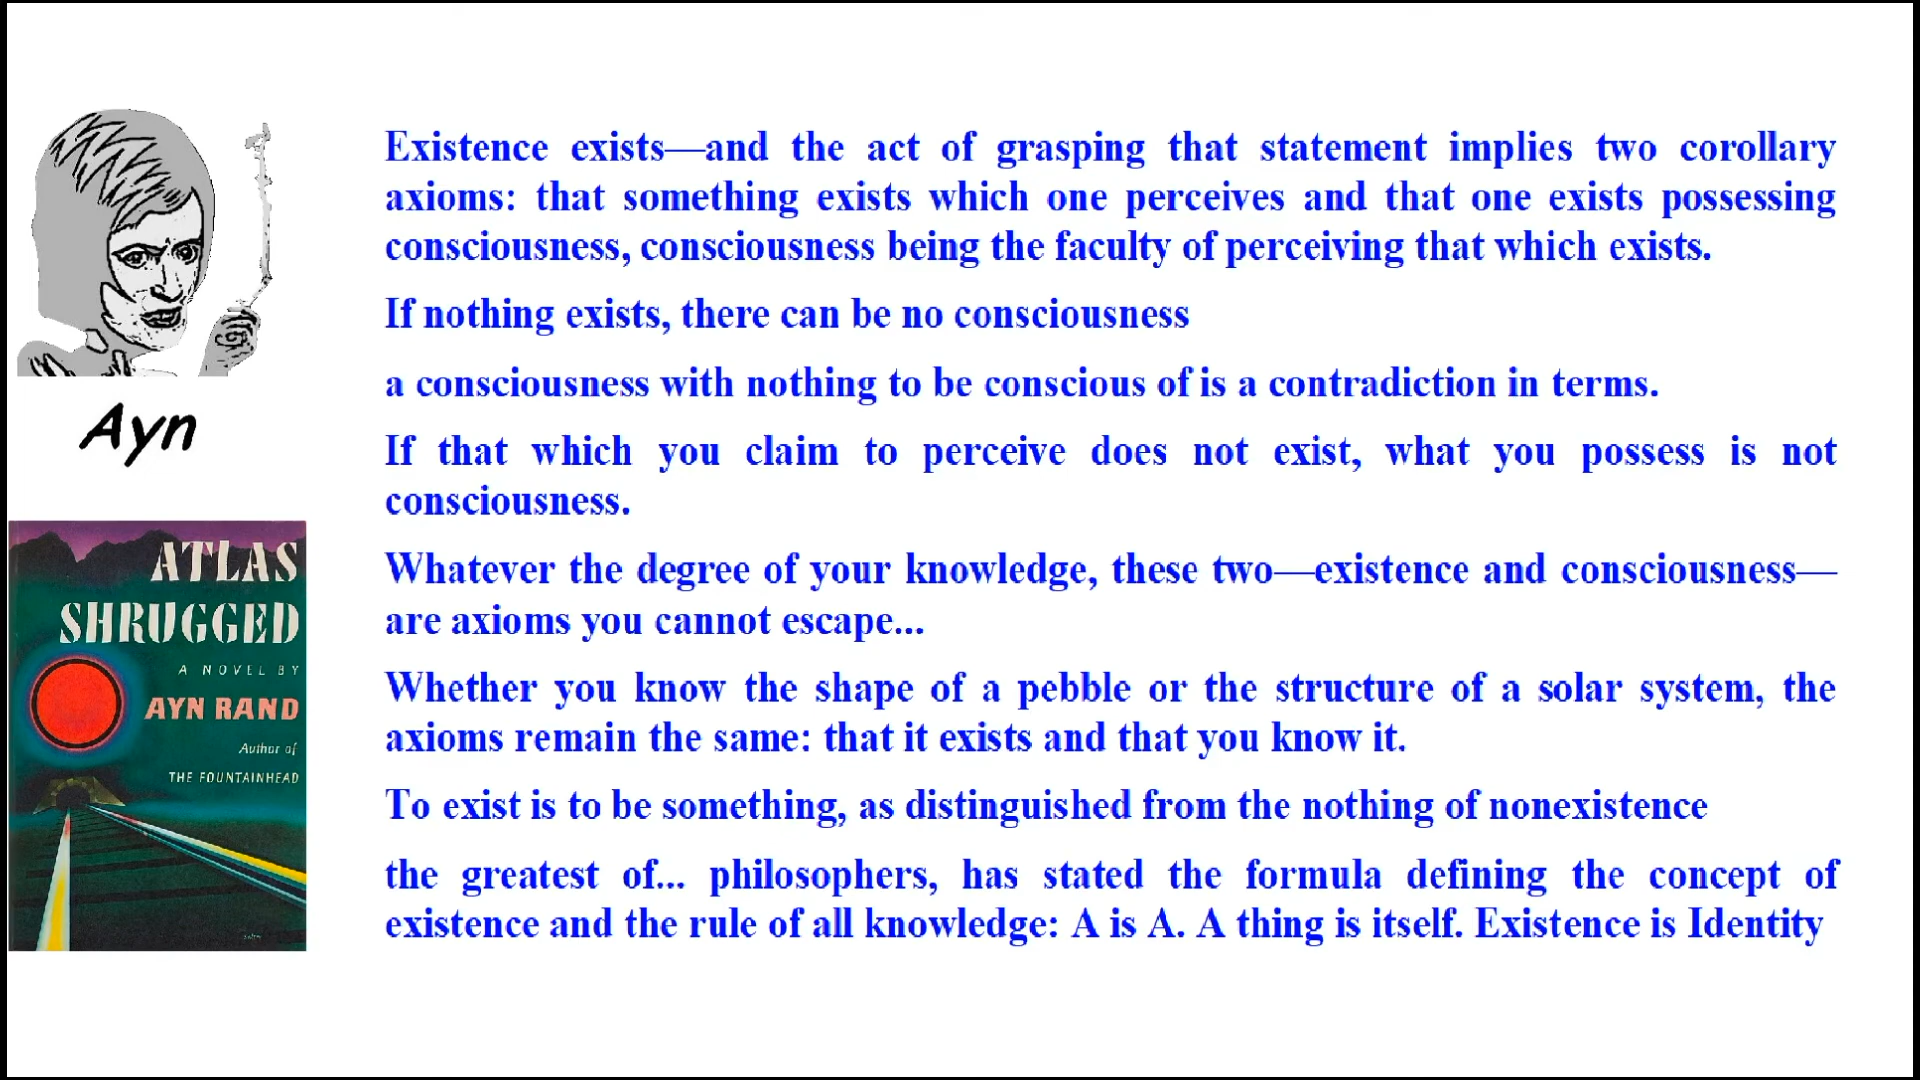 Existence exists—and the act of grasping that statement implies two corollary
axioms: that something exists which one perceives and that one exists possessing
consciousness, consciousness being the faculty of perceiving that which exists.
If nothing exists, there can be no consciousness
a consciousness with nothing to be conscious of is a contradiction in terms.
If that which you claim to perceive does not exist, what you possess is not
consciousness.
Whatever the degree of your knowledge, these two—existence and consciousness—
are axioms you cannot escape...
Whether you know the shape of a pebble or the structure of a solar system, the
axioms remain the same: that it exists and that you know it.
To exist is to be something, as distinguished from the nothing of nonexistence
the greatest of... philosophers, has stated the formula defining the concept of
existence and the rule of all knowledge: A is A. A thing is itself. Existence is Identity
Ayn
ATLAS
SHRUGGED
A NOVEL BY
AYN RAND
Author of
THE FOUNTAINHEAD